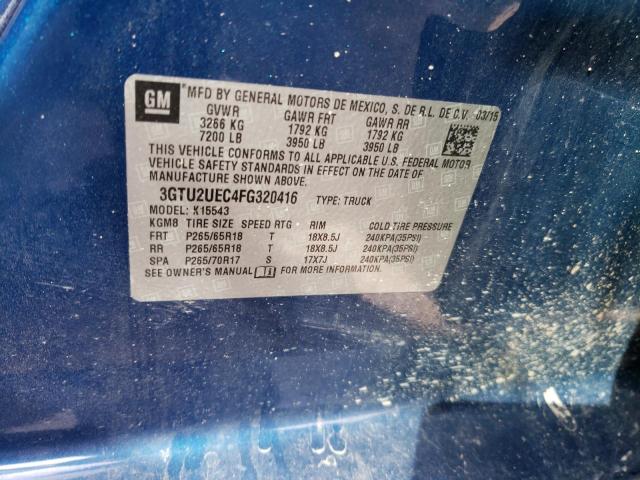 GM
*MFD BY GENERAL MOTORS DE MEXICO, S. DE R.L. DE C.V. 03/15
GVWR GAWR FRT GAWR RR
3266 KG 1792 KG 1792 KG
7200 LB 3950 LB 3950 LB
THIS VEHICLE CONFORMS TO ALL APPLICABLE U.S. FEDERAL MOTOR
VEHICLE SAFETY STANDARDS IN EFFECT ON THE DATE OF
MANUFACTURE SHOWN ABOVE.
3GTU2UEC4FG320416 TYPE: TRUCK
MODEL: K15543
KGM8 TIRE SIZE SPEED RTG RIM COLD TIRE PRESSURE
FRT P265/65R18 T 18X8.5J 240KPA(35PSI)
RR P265/65R18 T 18X8.5J 240KPA(35PSI)
SPA P265/70R17 S 17X7J 240KPA(35PSI)
SEE OWNER'S MANUAL FOR MORE INFORMATION.